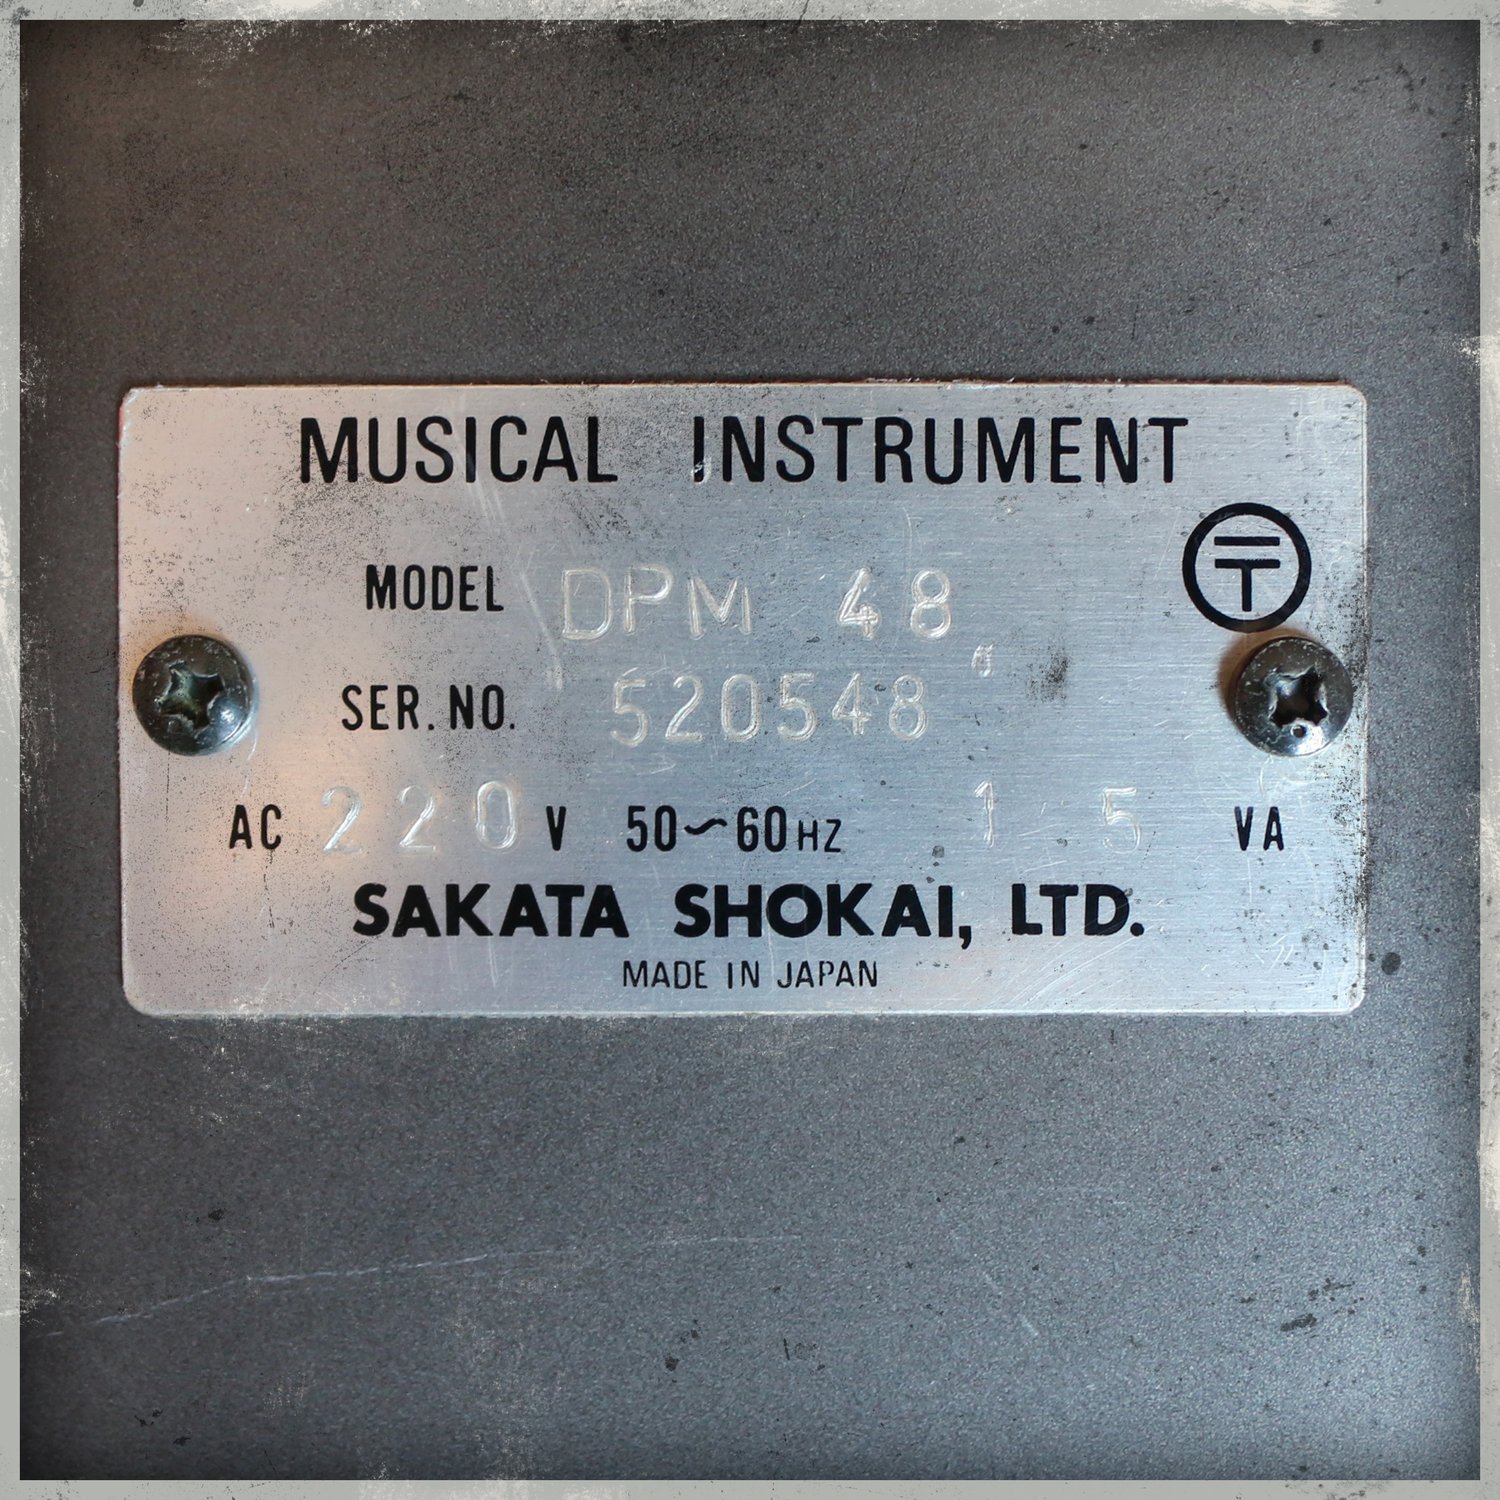 MUSICAL INSTRUMENT
〶
MODEL DPM 48
SER. NO. 520548
AC 220 V 50~60HZ 15 VA
SAKATA SHOKAI, LTD.
MADE IN JAPAN